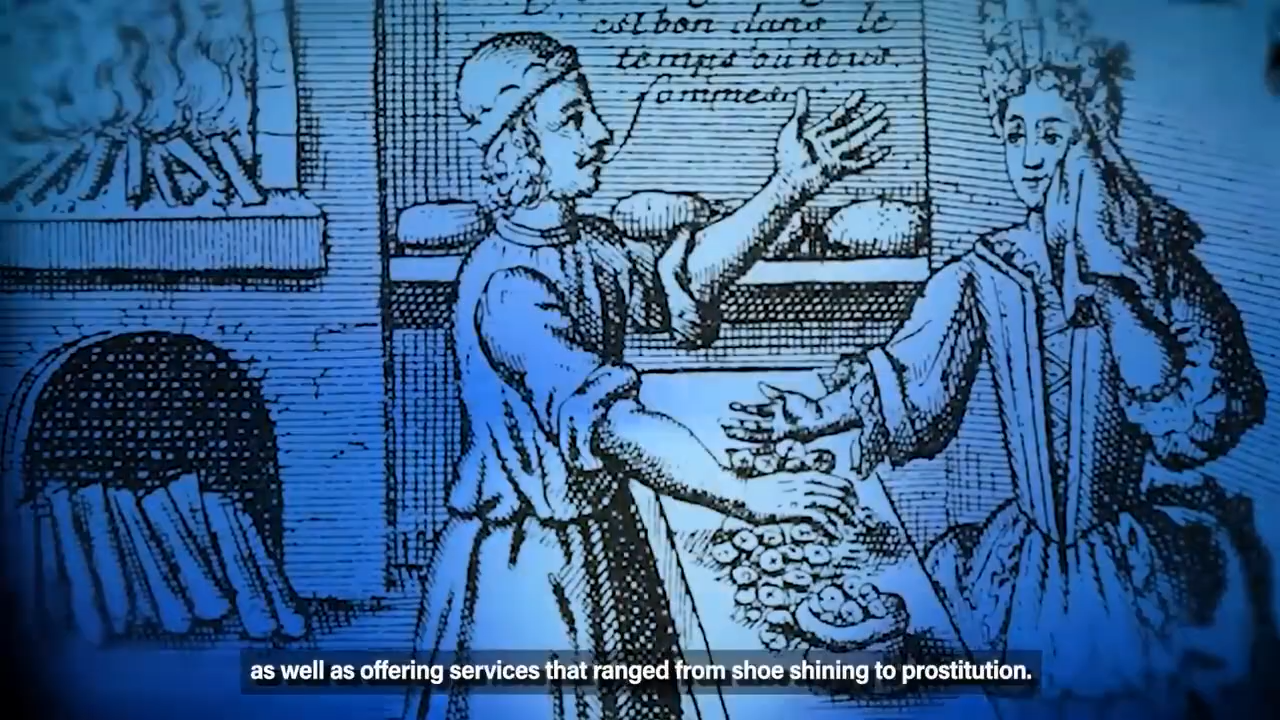 est bon dans le
temps ou nous
sommes
as well as offering services that ranged from shoe shining to prostitution.